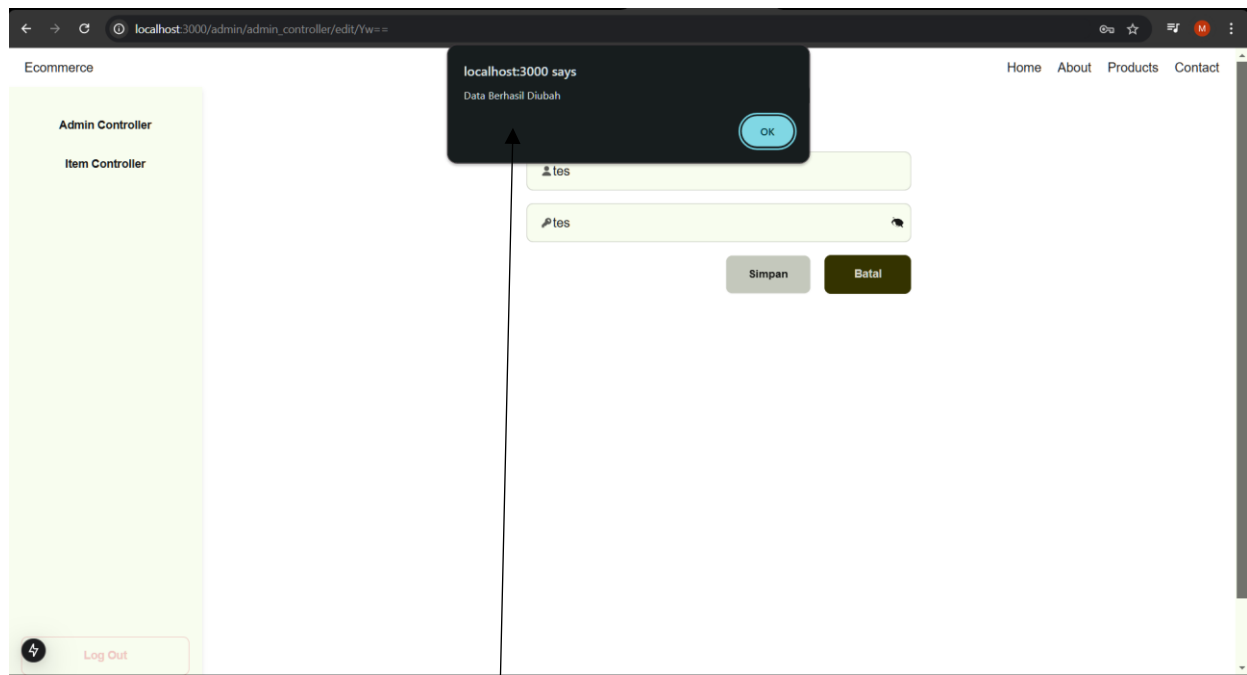 localhost:3000/admin/admin_controller/edit/Yw==
M
Ecommerce
Home About Products Contact
localhost:3000 says
Data Berhasil Diubah
OK
Admin Controller
Item Controller
tes
tes
Simpan Batal
Log Out